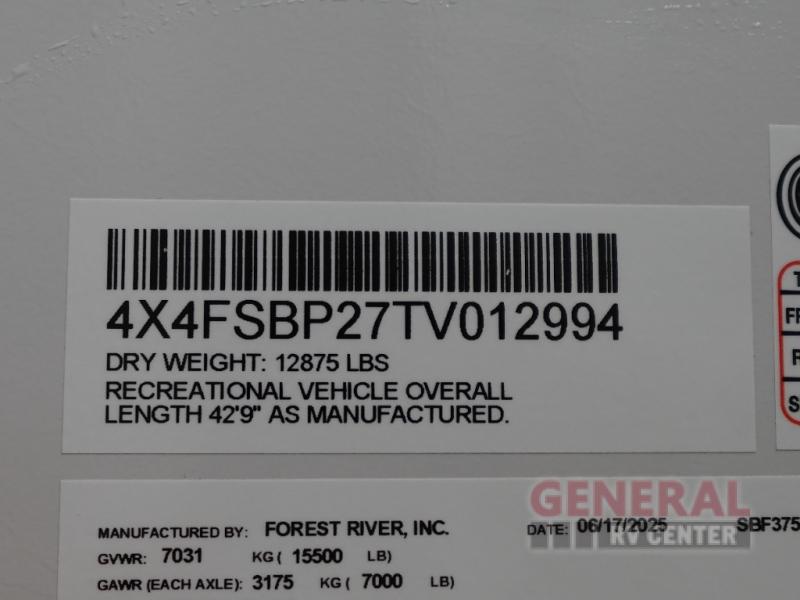 4X4FSBP27TV012994
DRY WEIGHT: 12875 LBS
RECREATIONAL VEHICLE OVERALL
LENGTH 42'9" AS MANUFACTURED.
MANUFACTURED BY: FOREST RIVER, INC. DATE: 06/17/2025 SBF375
GVWR: 7031 KG ( 15500 LB)
GAWR (EACH AXLE): 3175 KG ( 7000 LB)
GENERAL
RV CENTER